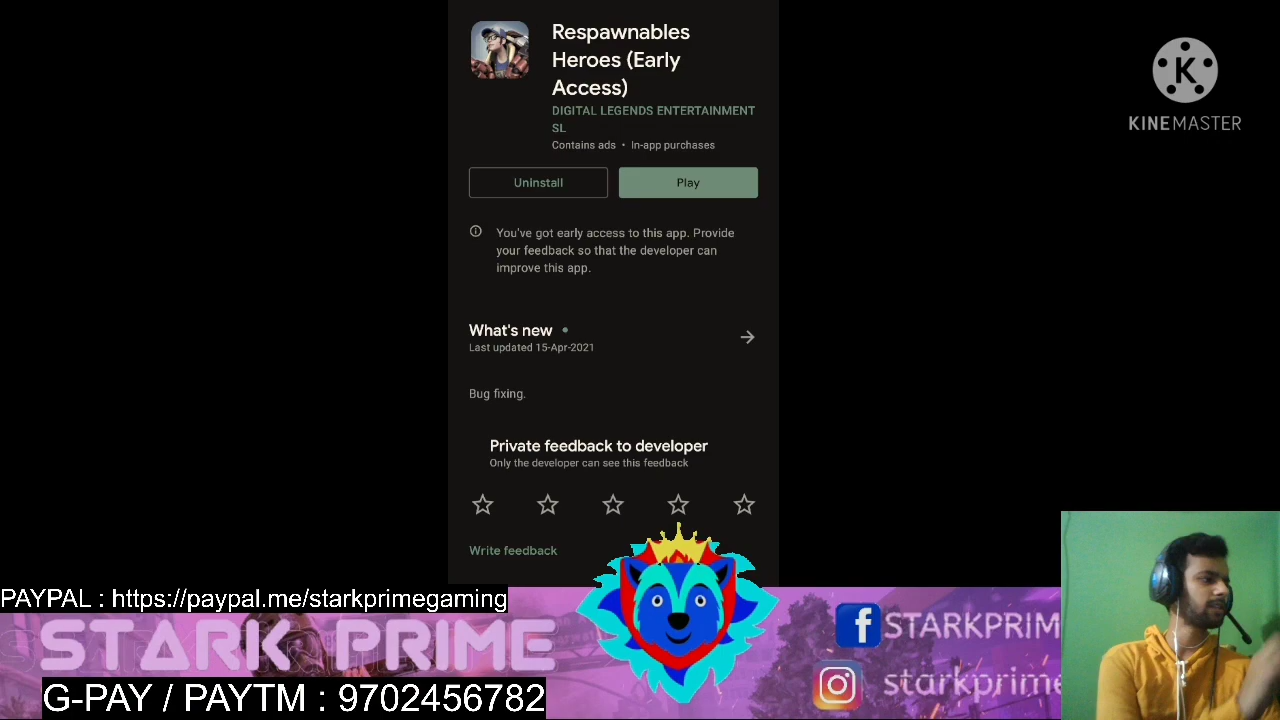 Respawnables
Heroes (Early
Access)
DIGITAL LEGENDS ENTERTAINMENT
SL
Contains ads • In-app purchases
Uninstall
Play
You've got early access to this app. Provide
your feedback so that the developer can
improve this app.
What's new •
Last updated 15-Apr-2021
Bug fixing.
Private feedback to developer
Only the developer can see this feedback
Write feedback
K
KINEMASTER
PAYPAL : https://paypal.me/starkprimegaming
STARK PRIME
G-PAY / PAYTM : 9702456782
f STARKPRIM
starkprime